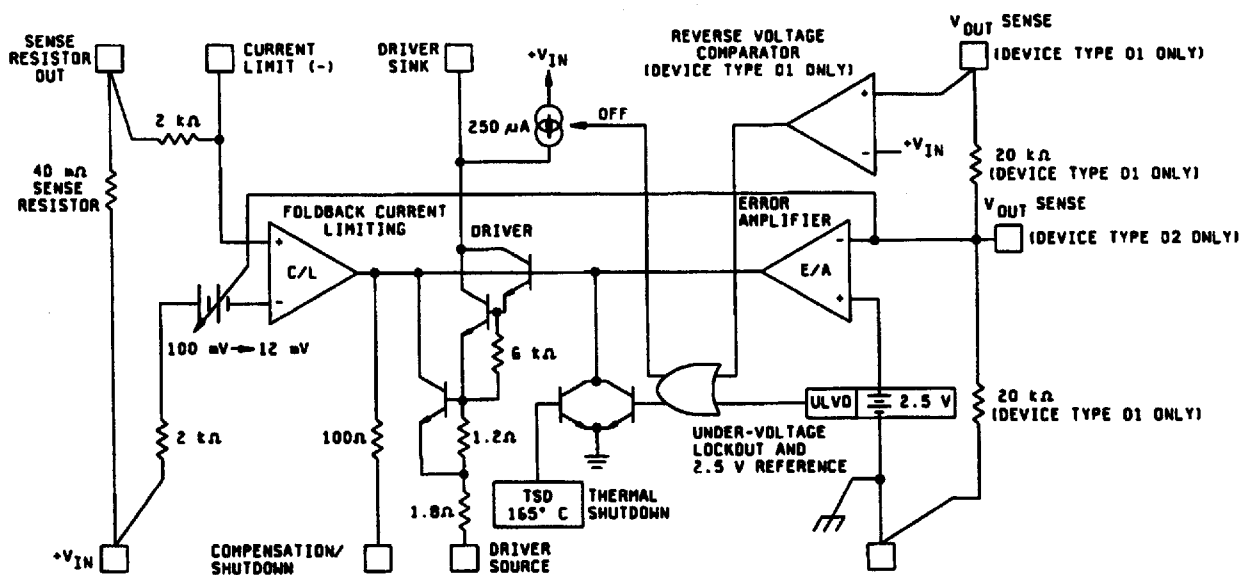 SENSE
RESISTOR
OUT
CURRENT
LIMIT (-)
DRIVER
SINK
+VIN
REVERSE VOLTAGE
COMPARATOR
(DEVICE TYPE 01 ONLY)
VOUT SENSE
(DEVICE TYPE 01 ONLY)
2 kΩ
250 µA
OFF
+
-
+VIN
20 kΩ
(DEVICE TYPE 01 ONLY)
40 mΩ
SENSE
RESISTOR
FOLDBACK CURRENT
LIMITING
DRIVER
ERROR
AMPLIFIER
VOUT SENSE
(DEVICE TYPE 02 ONLY)
+
C/L
-
-
E/A
+
100 mV→12 mV
6 kΩ
ULVO
2.5 V
20 kΩ
(DEVICE TYPE 01 ONLY)
2 kΩ
100Ω
1.2Ω
UNDER-VOLTAGE
LOCKOUT AND
2.5 V REFERENCE
1.8Ω
TSD
165° C
THERMAL
SHUTDOWN
+VIN
COMPENSATION/
SHUTDOWN
DRIVER
SOURCE